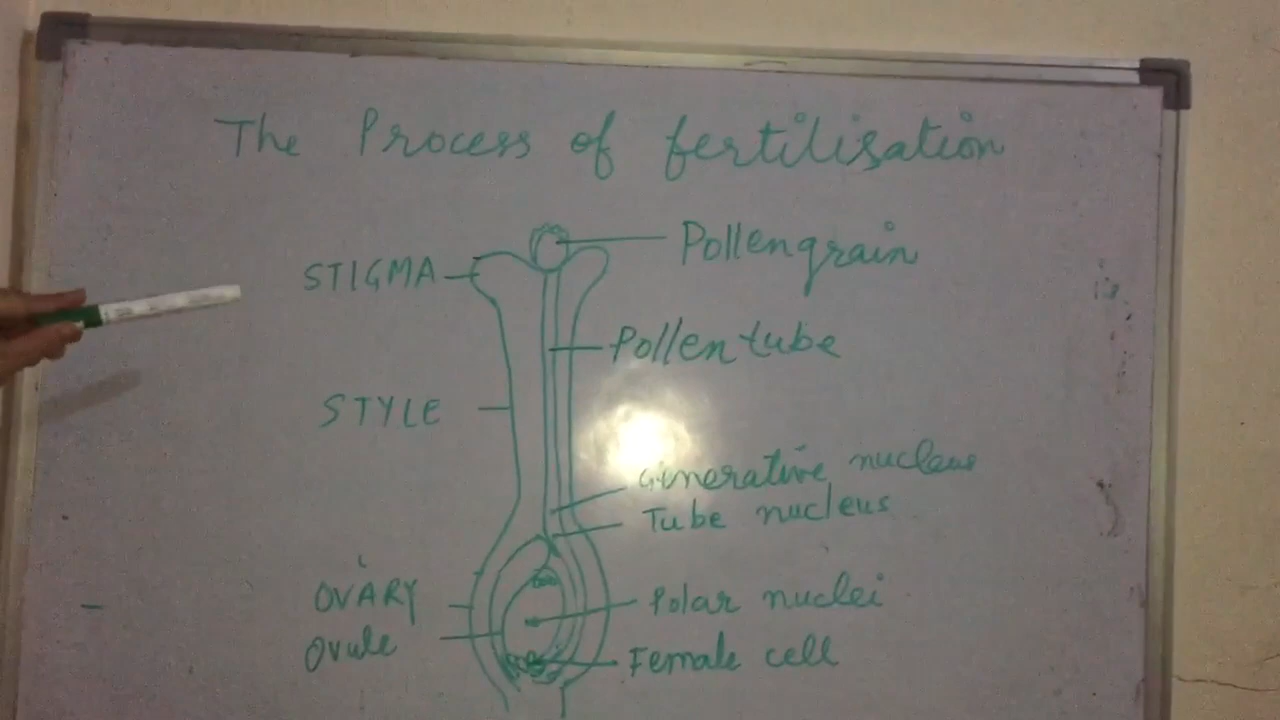 The Process of fertilisation
Pollengrain
STIGMA
Pollen tube
STYLE
Generative nucleus
Tube nucleus
OVARY
Polar nuclei
Ovule
Female cell